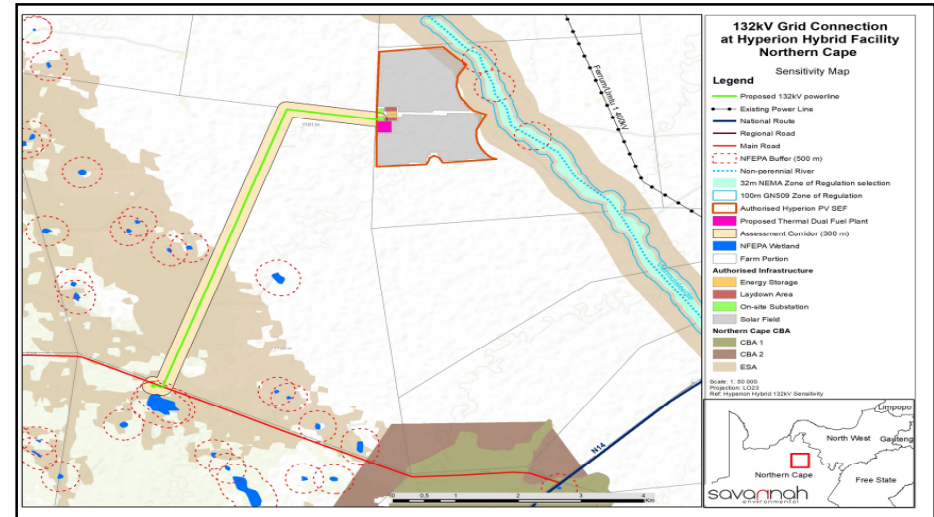 132kV Grid Connection
at Hyperion Hybrid Facility
Northern Cape
Sensitivity Map
Legend
Proposed 132kV powerline
Existing Power Line
National Route
Regional Road
Main Road
NFEPA Buffer (500 m)
Non-perennial River
32m NEMA Zone of Regulation selection
100m GN509 Zone of Regulation
Authorised Hyperion PV SEF
Proposed Thermal Dual Fuel Plant
Assessment Corridor (300 m)
NFEPA Wetland
Farm Portion
Authorised Infrastructure
Energy Storage
Laydown Area
On-site Substation
Solar Field
Northern Cape CBA
CBA 1
CBA 2
ESA
Scale: 1: 50 000
Projection: LO23
Ref: Hyperion Hybrid 132kV Sensitivity
Limpopo
North West
Gauteng
Northern Cape
Free State
savannah
environmental
Ferrum/Umtu 1 400kV
N14
0 0,5 1 2 3 4
Km